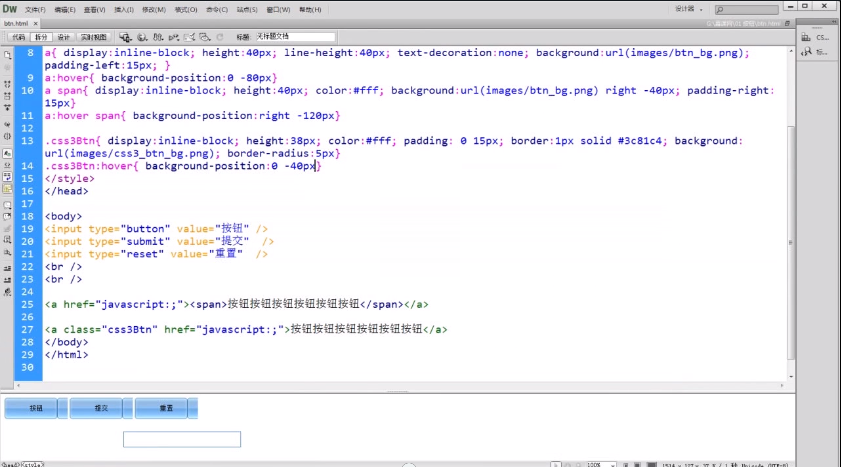 Dw 文件(F) 编辑(E) 查看(V) 插入(I) 修改(M) 格式(O) 命令(C) 站点(S) 窗口(W) 帮助(H) 设计器
btn.html ×
代码 拆分 设计 实时视图 标题: 无标题文档
8 a{ display:inline-block; height:40px; line-height:40px; text-decoration:none; background:url(images/btn_bg.png);
padding-left:15px; }
9 a:hover{ background-position:0 -80px}
10 a span{ display:inline-block; height:40px; color:#fff; background:url(images/btn_bg.png) right -40px; padding-right:
15px}
11 a:hover span{ background-position:right -120px}
12
13 .css3Btn{ display:inline-block; height:38px; color:#fff; padding: 0 15px; border:1px solid #3c81c4; background:
url(images/css3_btn_bg.png); border-radius:5px}
14 .css3Btn:hover{ background-position:0 -40px}
15 </style>
16 </head>
17
18 <body>
19 <input type="button" value="按钮" />
20 <input type="submit" value="提交" />
21 <input type="reset" value="重置" />
22 <br />
23 <br />
24
25 <a href="javascript:;"><span>按钮按钮按钮按钮按钮按钮</span></a>
26
27 <a class="css3Btn" href="javascript:;">按钮按钮按钮按钮按钮按钮</a>
28 </body>
29 </html>
30
按钮 提交 重置
<head><style> 100%